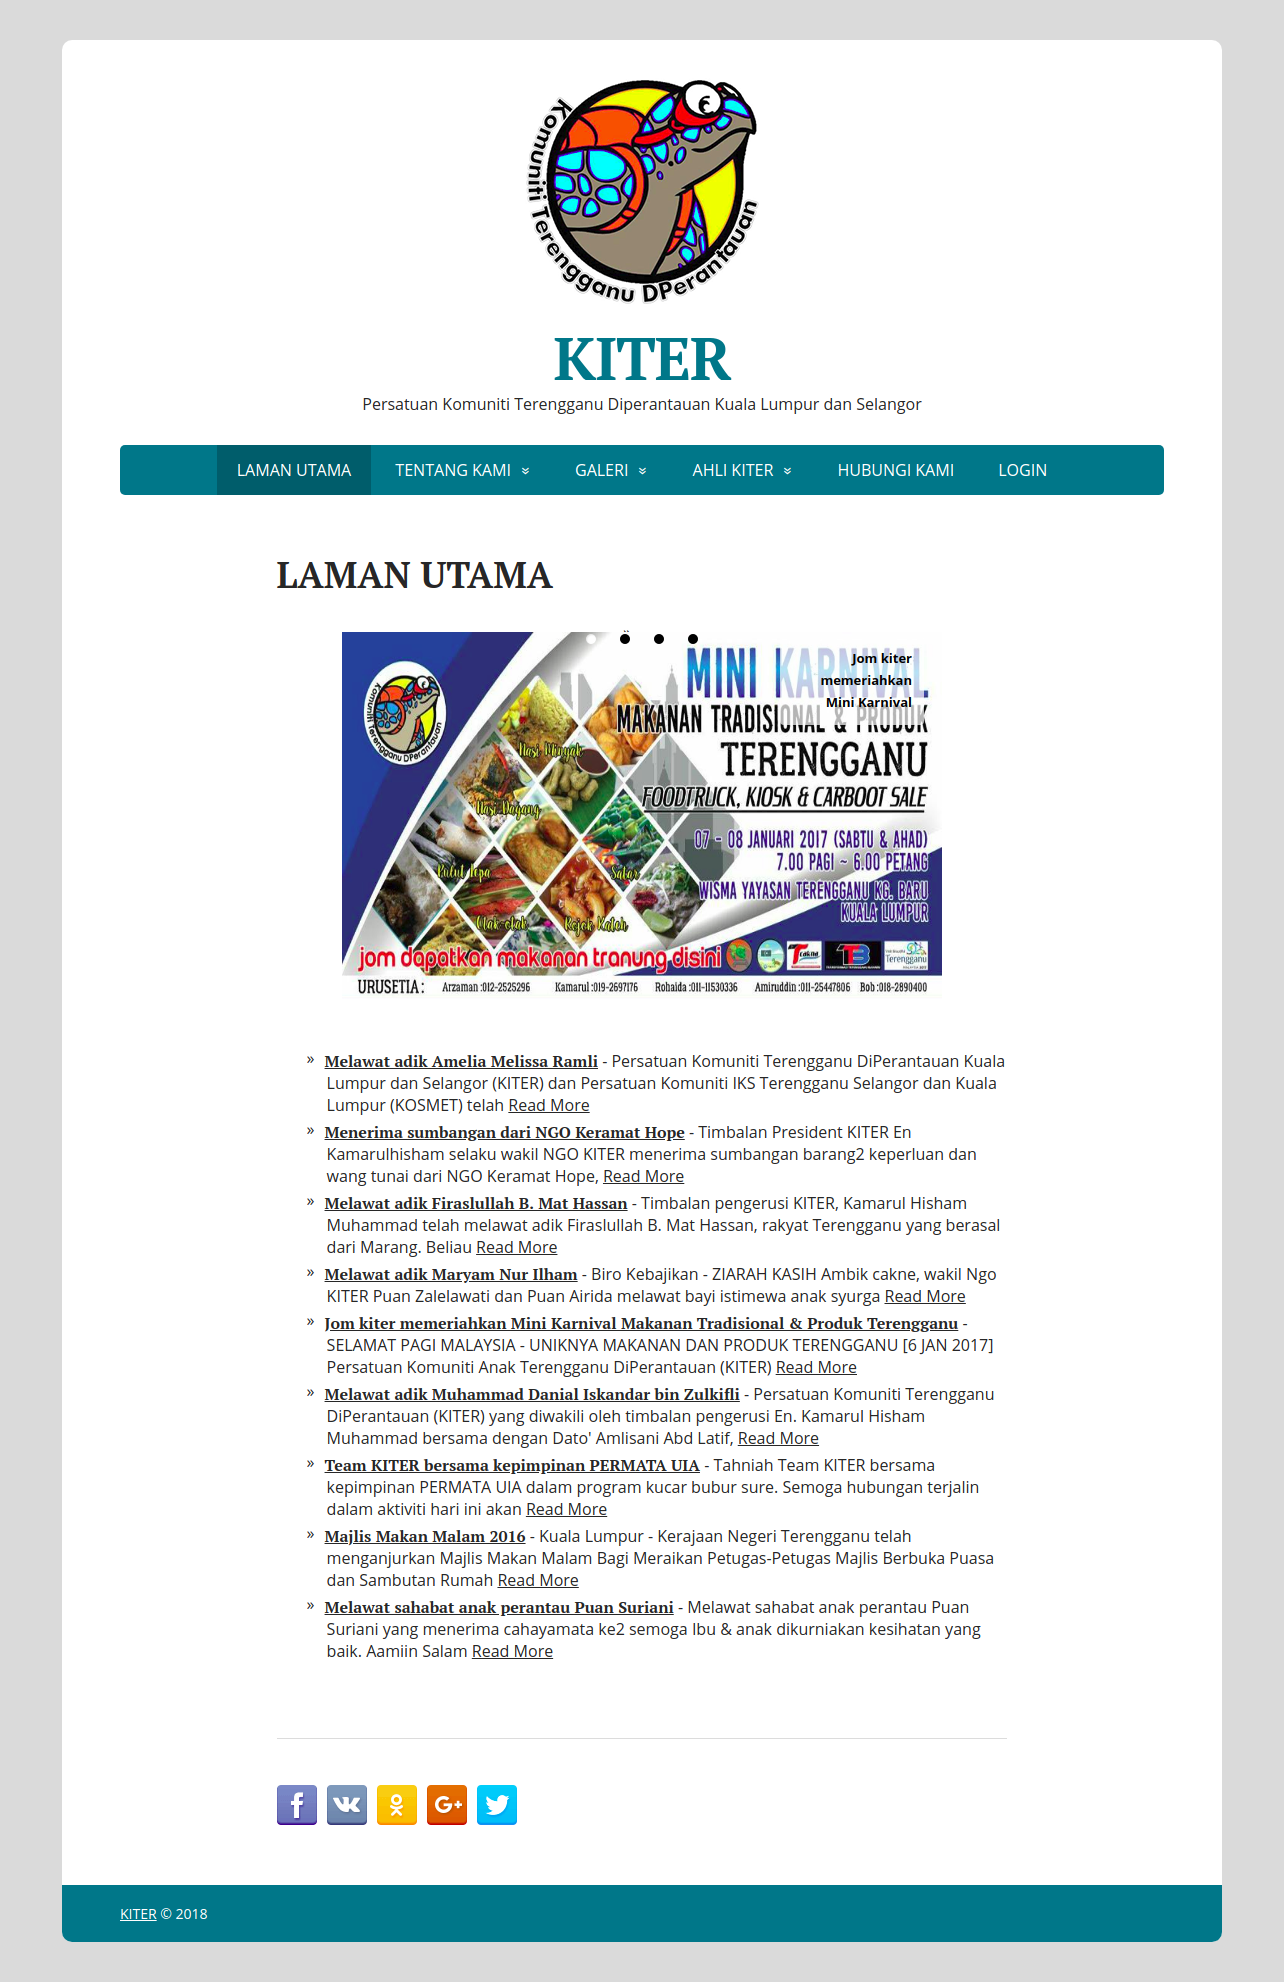 Komuniti Terengganu DPerantauan
KITER
Persatuan Komuniti Terengganu Diperantauan Kuala Lumpur dan Selangor
LAMAN UTAMA TENTANG KAMI GALERI AHLI KITER HUBUNGI KAMI LOGIN
LAMAN UTAMA
Komuniti Terengganu DPerantauan
MINI KARNIVAL
Jom kiter
memeriahkan
Mini Karnival
MAKANAN TRADISIONAL & PRODUK
TERENGGANU
FOODTRUCK, KIOSK & CARBOOT SALE
07 - 08 JANUARI 2017 (SABTU & AHAD)
7.00 PAGI ~ 6.00 PETANG
WISMA YAYASAN TERENGGANU KG. BARU
KUALA LUMPUR
Nasi Minyak
Nasi Dagang
Pulut Lepa
Satar
Otak-otak
Rojok Katoh
jom dapatkan makanan tranung disini
Terengganu
URUSETIA : Arzaman :012-2525296 Kamarul :019-2697176 Rohaida :011-11530336 Amiruddin :011-25447806 Bob :018-2890400
» Melawat adik Amelia Melissa Ramli - Persatuan Komuniti Terengganu DiPerantauan Kuala
Lumpur dan Selangor (KITER) dan Persatuan Komuniti IKS Terengganu Selangor dan Kuala
Lumpur (KOSMET) telah Read More
» Menerima sumbangan dari NGO Keramat Hope - Timbalan President KITER En
Kamarulhisham selaku wakil NGO KITER menerima sumbangan barang2 keperluan dan
wang tunai dari NGO Keramat Hope, Read More
» Melawat adik Firaslullah B. Mat Hassan - Timbalan pengerusi KITER, Kamarul Hisham
Muhammad telah melawat adik Firaslullah B. Mat Hassan, rakyat Terengganu yang berasal
dari Marang. Beliau Read More
» Melawat adik Maryam Nur Ilham - Biro Kebajikan - ZIARAH KASIH Ambik cakne, wakil Ngo
KITER Puan Zalelawati dan Puan Airida melawat bayi istimewa anak syurga Read More
» Jom kiter memeriahkan Mini Karnival Makanan Tradisional & Produk Terengganu -
SELAMAT PAGI MALAYSIA - UNIKNYA MAKANAN DAN PRODUK TERENGGANU [6 JAN 2017]
Persatuan Komuniti Anak Terengganu DiPerantauan (KITER) Read More
» Melawat adik Muhammad Danial Iskandar bin Zulkifli - Persatuan Komuniti Terengganu
DiPerantauan (KITER) yang diwakili oleh timbalan pengerusi En. Kamarul Hisham
Muhammad bersama dengan Dato' Amlisani Abd Latif, Read More
» Team KITER bersama kepimpinan PERMATA UIA - Tahniah Team KITER bersama
kepimpinan PERMATA UIA dalam program kucar bubur sure. Semoga hubungan terjalin
dalam aktiviti hari ini akan Read More
» Majlis Makan Malam 2016 - Kuala Lumpur - Kerajaan Negeri Terengganu telah
menganjurkan Majlis Makan Malam Bagi Meraikan Petugas-Petugas Majlis Berbuka Puasa
dan Sambutan Rumah Read More
» Melawat sahabat anak perantau Puan Suriani - Melawat sahabat anak perantau Puan
Suriani yang menerima cahayamata ke2 semoga Ibu & anak dikurniakan kesihatan yang
baik. Aamiin Salam Read More
KITER © 2018